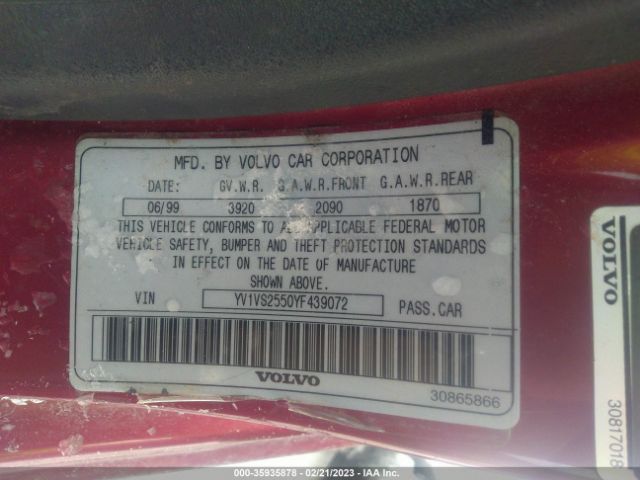 MFD. BY VOLVO CAR CORPORATION
DATE: GV.W.R. G.A.W.R.FRONT G.A.W.R.REAR
06/99 3920 2090 1870
THIS VEHICLE CONFORMS TO ALL APPLICABLE FEDERAL MOTOR
VEHICLE SAFETY, BUMPER AND THEFT PROTECTION STANDARDS
IN EFFECT ON THE DATE OF MANUFACTURE
SHOWN ABOVE.
VIN YV1VS2550YF439072 PASS.CAR
VOLVO
30865866
VOLVO
30817018
000-35935878 - 02/21/2023 - IAA Inc.